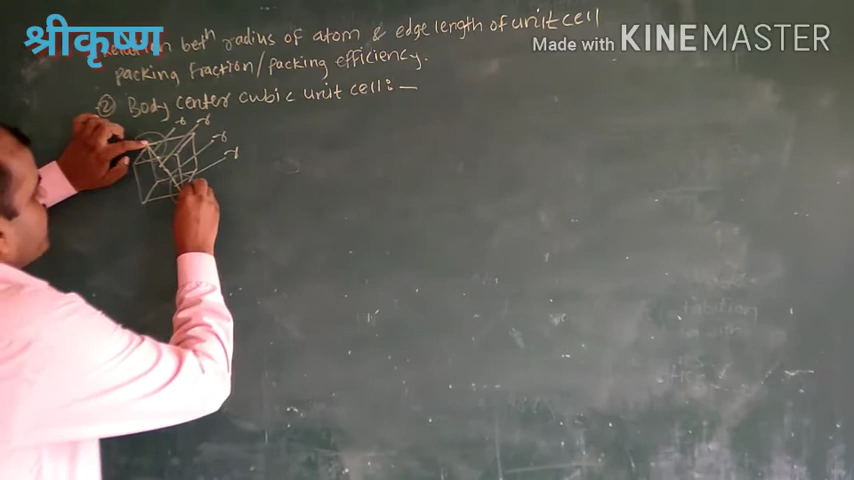 श्रीकृष्ण
Relation betⁿ radius of atom & edge length of unit cell
Made with KINEMASTER
packing fraction/packing efficiency.
② Body center cubic unit cell:-